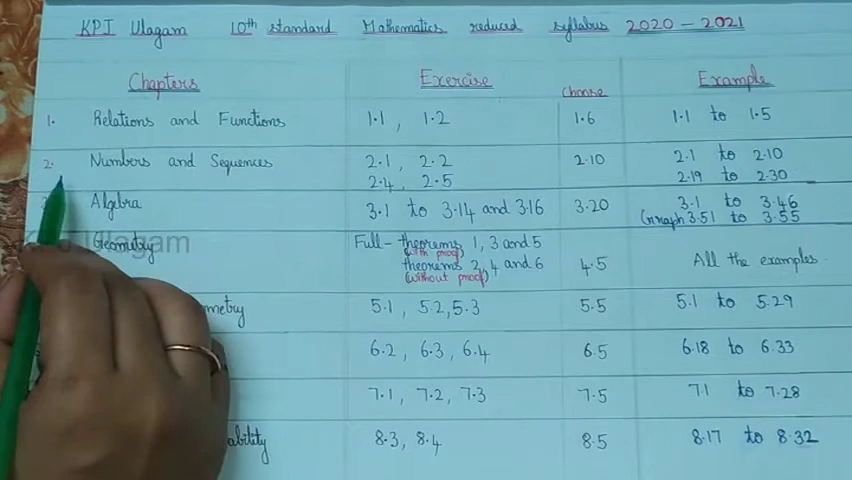 KPI Ulagam 10th standard Mathematics reduced syllabus 2020 - 2021
Chapters Exercise Choose Example
1. Relations and Functions 1.1, 1.2 1.6 1.1 to 1.5
2. Numbers and Sequences 2.1, 2.2 2.10 2.1 to 2.10
2.4, 2.5 2.19 to 2.30
Algebra 3.1 to 3.14 and 3.16 3.20 3.1 to 3.46
Graph 3.51 to 3.55
Geometry Full - theorems 1, 3 and 5
(with proof)
theorems 2, 4 and 6 4.5 All the examples.
(without proof)
metry 5.1, 5.2, 5.3 5.5 5.1 to 5.29
6.2, 6.3, 6.4 6.5 6.18 to 6.33
7.1, 7.2, 7.3 7.5 7.1 to 7.28
ability 8.3, 8.4 8.5 8.17 to 8.32
Ulagam